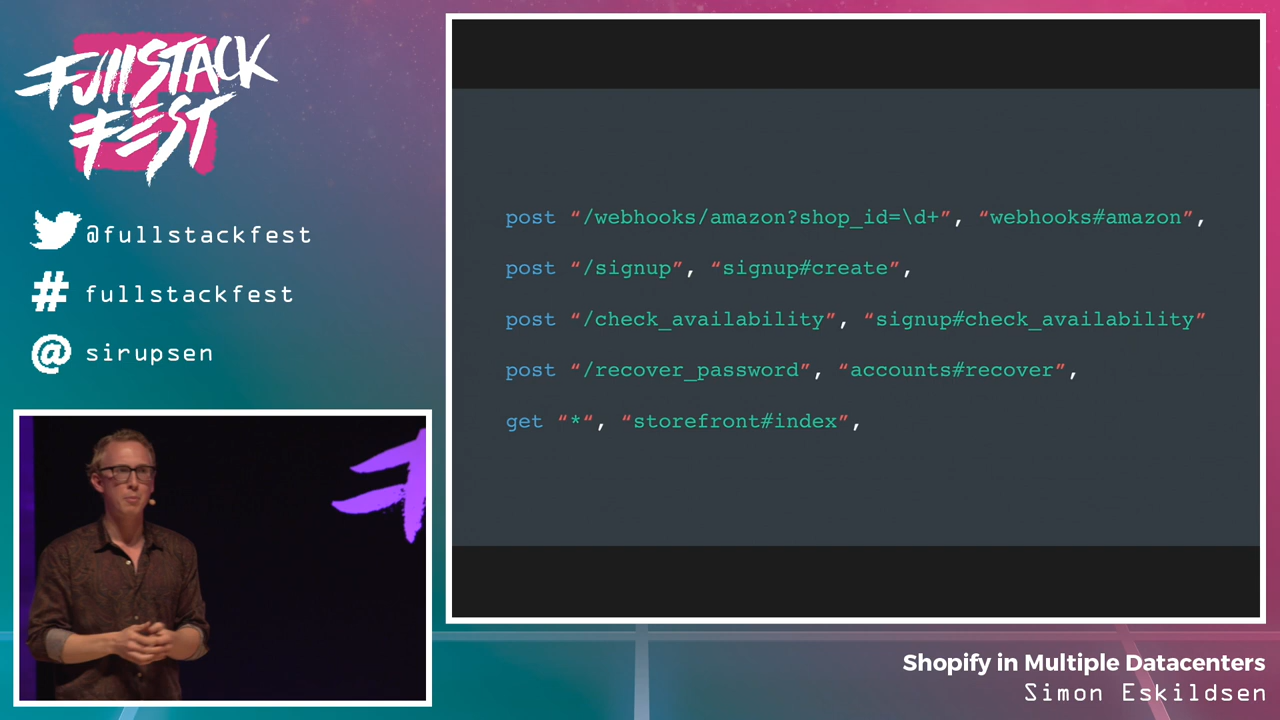 FullSTACK
FEST
@fullstackfest
# fullstackfest
@ sirupsen
post “/webhooks/amazon?shop_id=\d+”, “webhooks#amazon”,
post “/signup”, “signup#create”,
post “/check_availability”, “signup#check_availability”
post “/recover_password”, “accounts#recover”,
get “*“, “storefront#index”,
Shopify in Multiple Datacenters
Simon Eskildsen